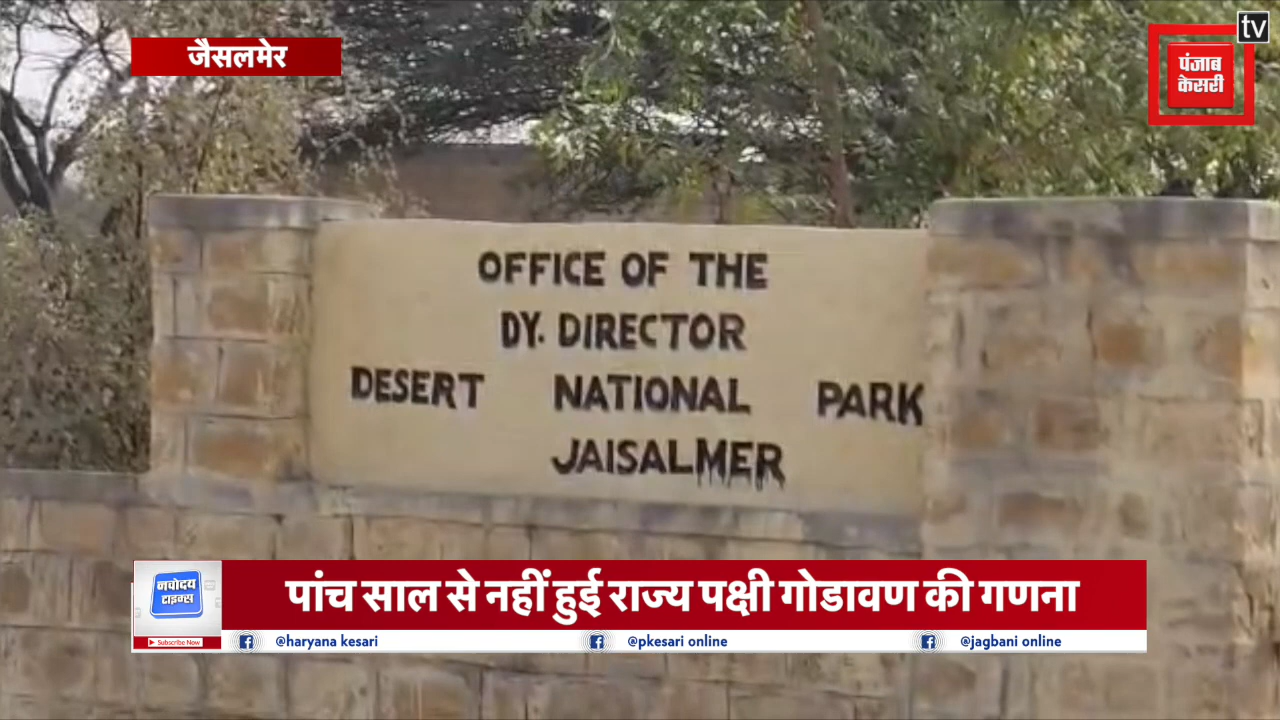 जैसलमेर
tv
पंजाब
केसरी
OFFICE OF THE
DY. DIRECTOR
DESERT NATIONAL PARK
JAISALMER
नवोदय
टाइम्स
Subscribe Now
पांच साल से नहीं हुई राज्य पक्षी गोडावण की गणना
@haryana kesari
@pkesari online
@jagbani online